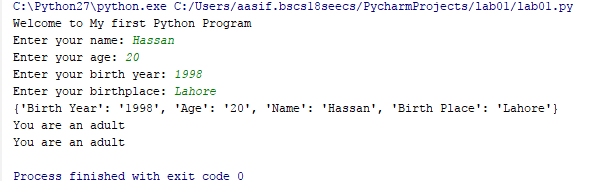 C:\Python27\python.exe C:/Users/aasif.bscs18seecs/PycharmProjects/lab01/lab01.py
Welcome to My first Python Program
Enter your name: Hassan
Enter your age: 20
Enter your birth year: 1998
Enter your birthplace: Lahore
{'Birth Year': '1998', 'Age': '20', 'Name': 'Hassan', 'Birth Place': 'Lahore'}
You are an adult
You are an adult
Process finished with exit code 0